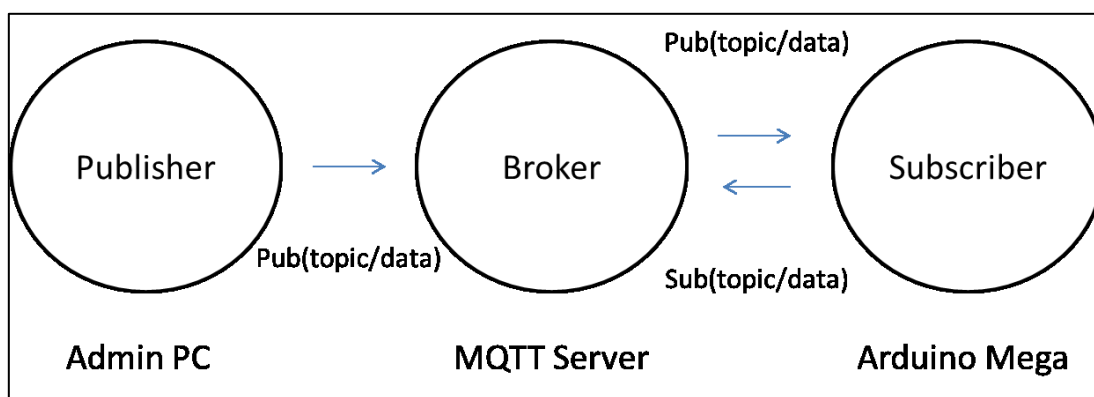 Pub(topic/data)
Publisher
Broker
Subscriber
Pub(topic/data)
Sub(topic/data)
Admin PC
MQTT Server
Arduino Mega